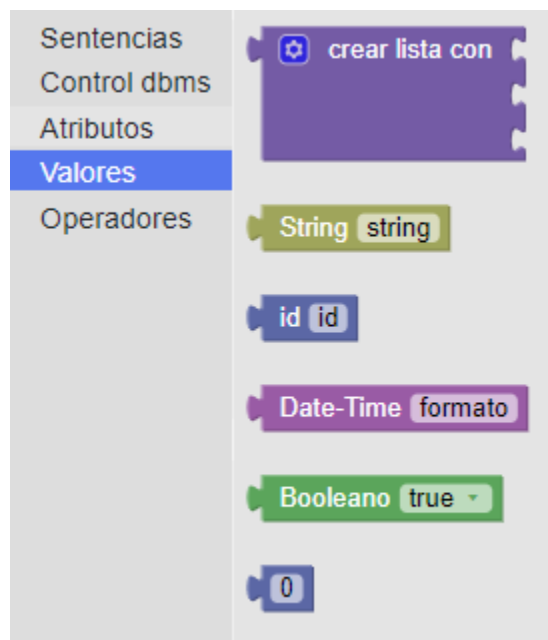 Sentencias
Control dbms
Atributos
Valores
Operadores
crear lista con
String string
id id
Date-Time formato
Booleano true
0